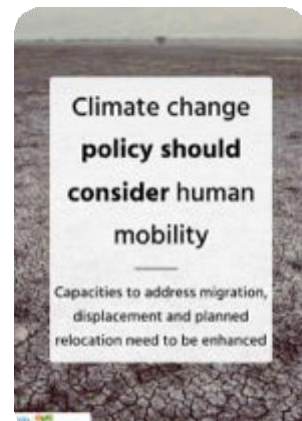 Climate change
policy should
consider human
mobility
Capacities to address migration,
displacement and planned
relocation need to be enhanced